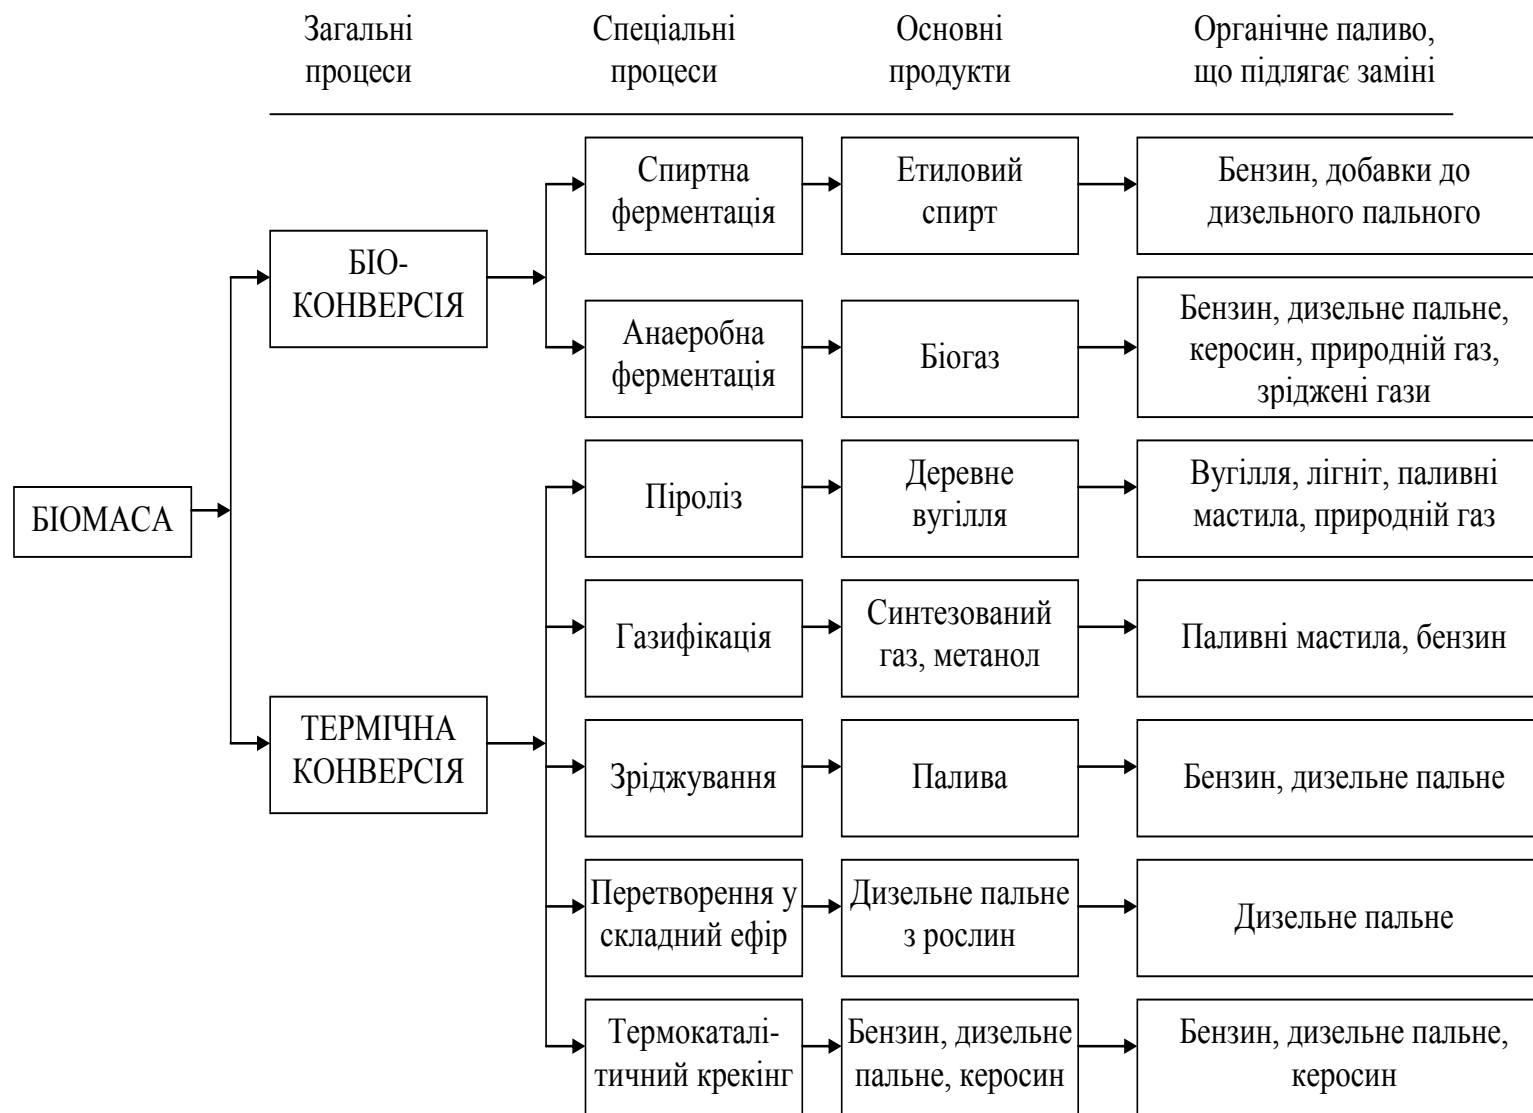 Загальні
процеси
Спеціальні
процеси
Основні
продукти
Органічне паливо,
що підлягає заміні
Спиртна
ферментація
Етиловий
спирт
Бензин, добавки до
дизельного пального
БІО-
КОНВЕРСІЯ
Анаеробна
ферментація
Біогаз
Бензин, дизельне пальне,
керосин, природній газ,
зріджені гази
БІОМАСА
Піроліз
Деревне
вугілля
Вугілля, лігніт, паливні
мастила, природній газ
Газифікація
Синтезований
газ, метанол
Паливні мастила, бензин
ТЕРМІЧНА
КОНВЕРСІЯ
Зріджування
Палива
Бензин, дизельне пальне
Перетворення у
складний ефір
Дизельне пальне
з рослин
Дизельне пальне
Термокаталі-
тичний крекінг
Бензин, дизельне
пальне, керосин
Бензин, дизельне пальне,
керосин